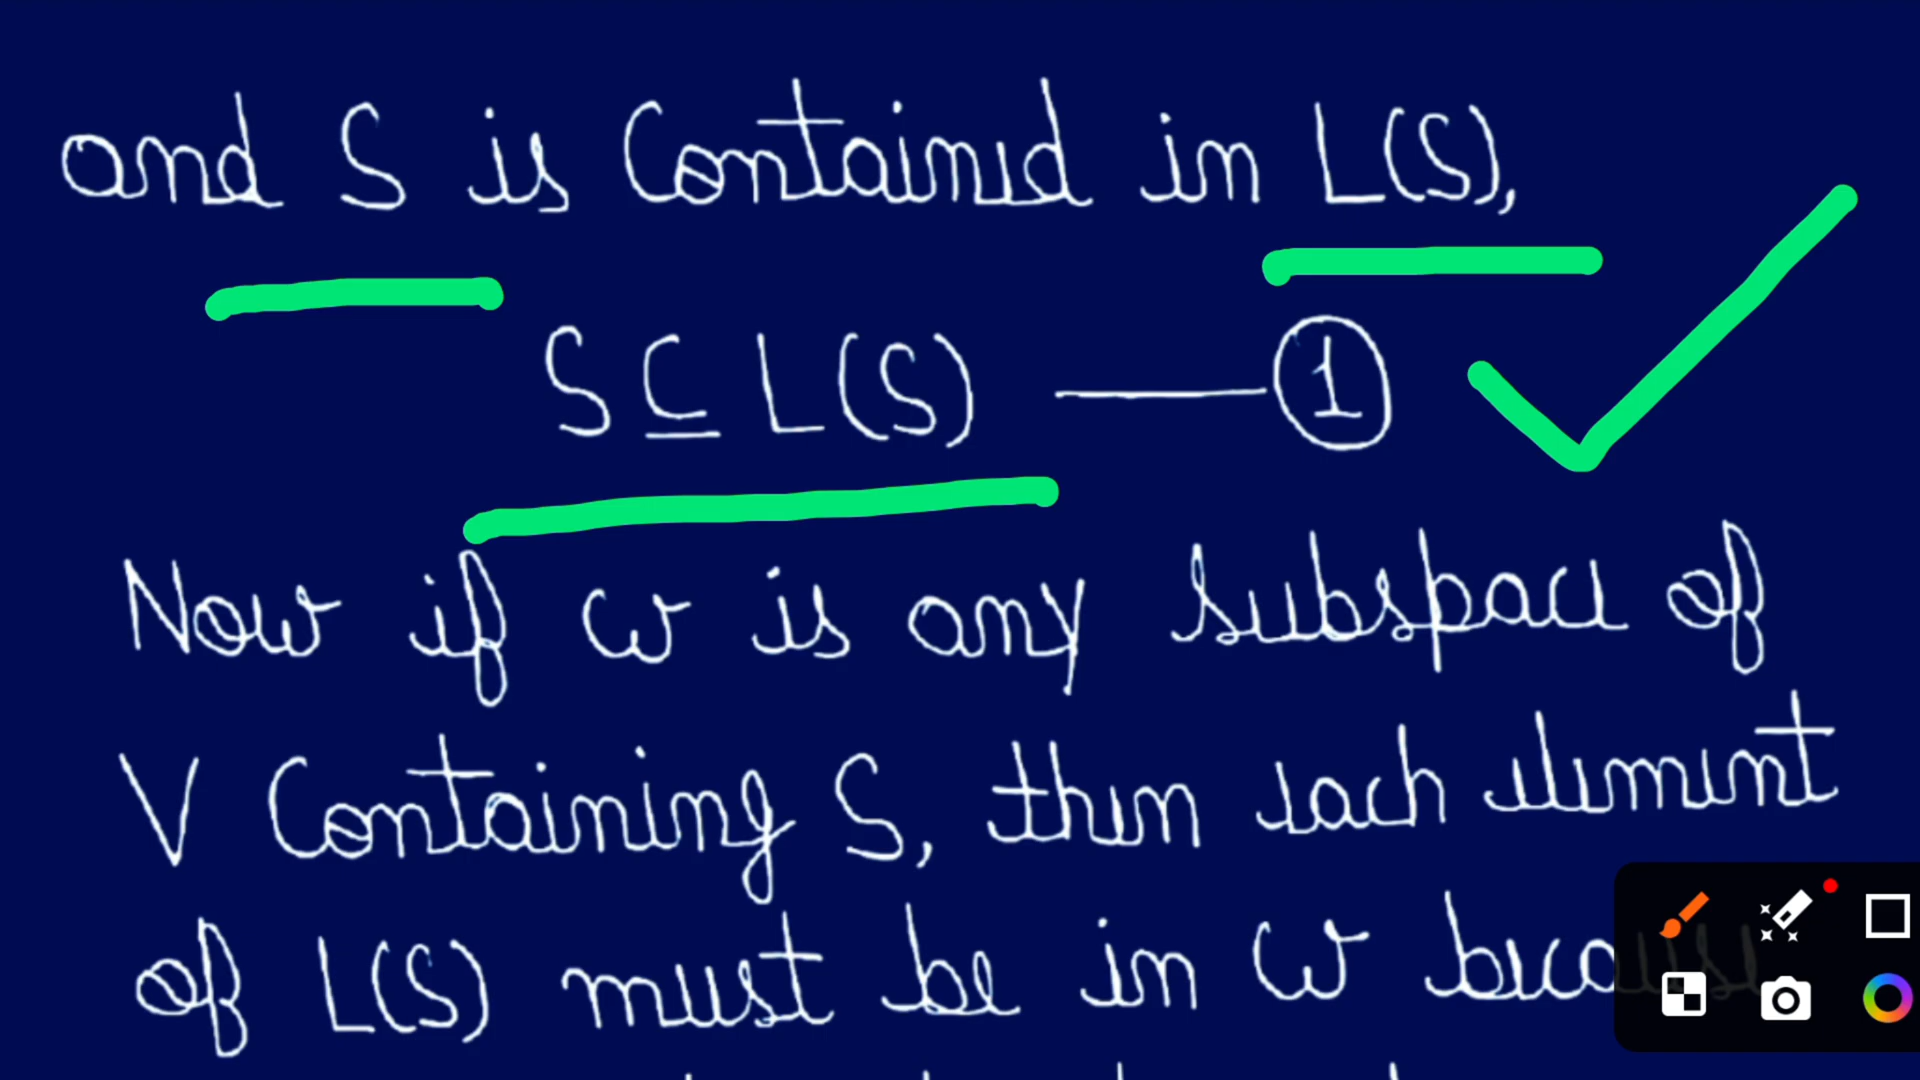 and S is Contained in L(S),
S ⊆ L(S) —— ①
Now if W is any subspace of
V Containing S, then each element
of L(S) must be in W because